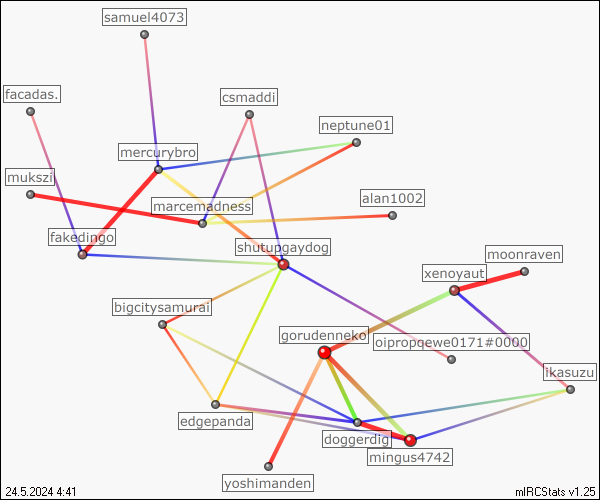 samuel4073
facadas.
csmaddi
neptune01
mercurybro
mukszi
marcemadness
alan1002
fakedingo
shutupgaydog
moonraven
xenoyaut
bigcitysamurai
gorudenneko
oipropqewe0171#0000
ikasuzu
edgepanda
doggerdig
mingus4742
yoshimanden
24.5.2024 4:41
mIRCStats v1.25